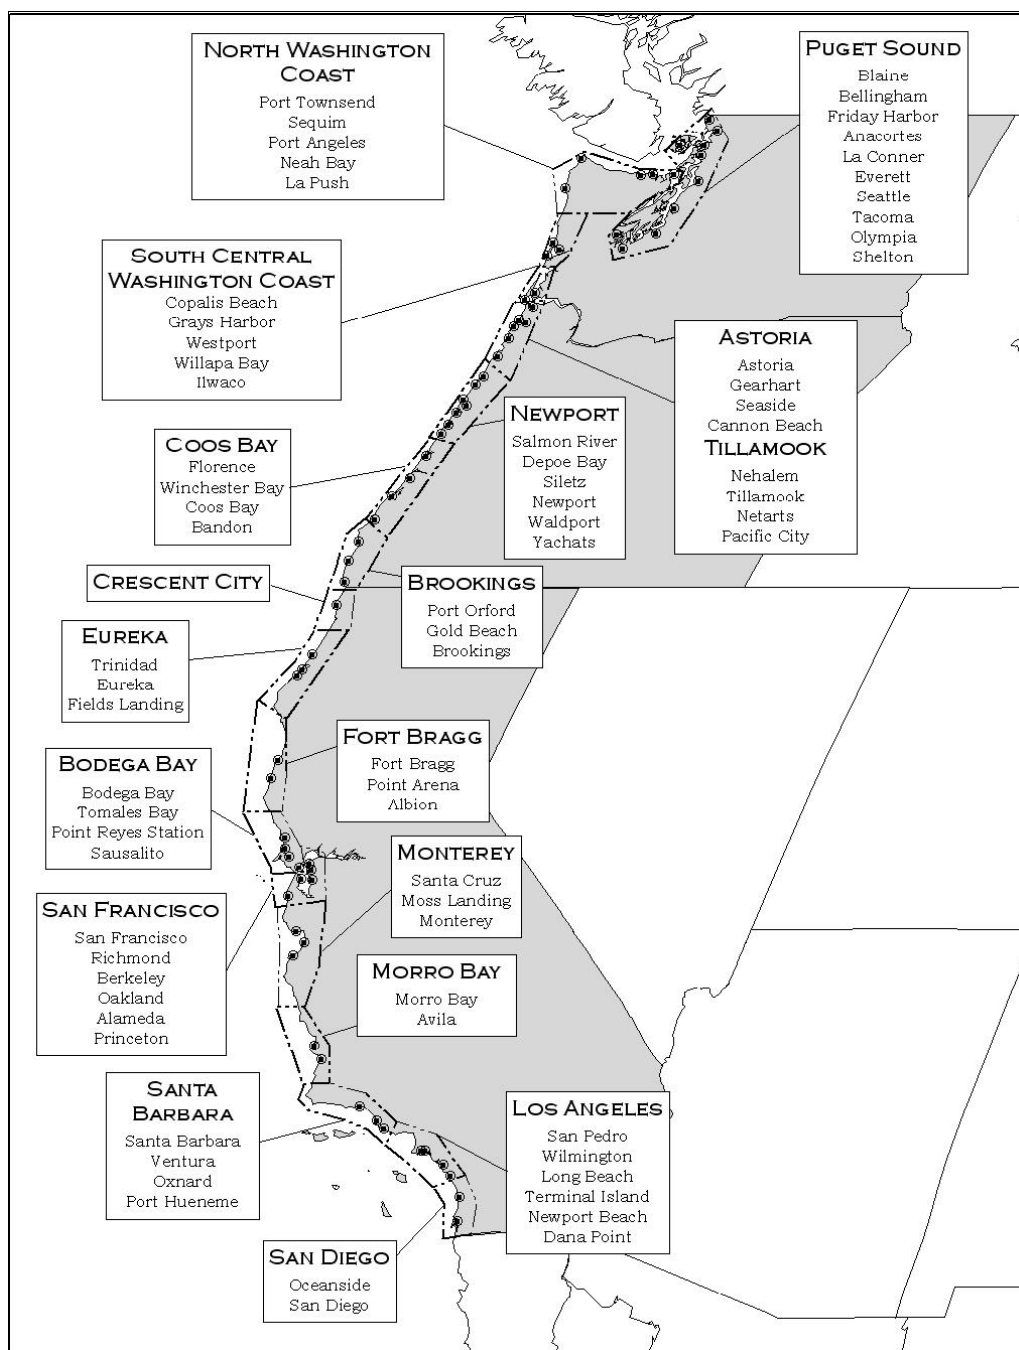 NORTH WASHINGTON
COAST
Port Townsend
Sequim
Port Angeles
Neah Bay
La Push
PUGET SOUND
Blaine
Bellingham
Friday Harbor
Anacortes
La Conner
Everett
Seattle
Tacoma
Olympia
Shelton
SOUTH CENTRAL
WASHINGTON COAST
Copalis Beach
Grays Harbor
Westport
Willapa Bay
Ilwaco
ASTORIA
Astoria
Gearhart
Seaside
Cannon Beach
TILLAMOOK
Nehalem
Tillamook
Netarts
Pacific City
NEWPORT
Salmon River
Depoe Bay
Siletz
Newport
Waldport
Yachats
COOS BAY
Florence
Winchester Bay
Coos Bay
Bandon
CRESCENT CITY
BROOKINGS
Port Orford
Gold Beach
Brookings
EUREKA
Trinidad
Eureka
Fields Landing
FORT BRAGG
Fort Bragg
Point Arena
Albion
BODEGA BAY
Bodega Bay
Tomales Bay
Point Reyes Station
Sausalito
MONTEREY
Santa Cruz
Moss Landing
Monterey
SAN FRANCISCO
San Francisco
Richmond
Berkeley
Oakland
Alameda
Princeton
MORRO BAY
Morro Bay
Avila
SANTA
BARBARA
Santa Barbara
Ventura
Oxnard
Port Hueneme
LOS ANGELES
San Pedro
Wilmington
Long Beach
Terminal Island
Newport Beach
Dana Point
SAN DIEGO
Oceanside
San Diego